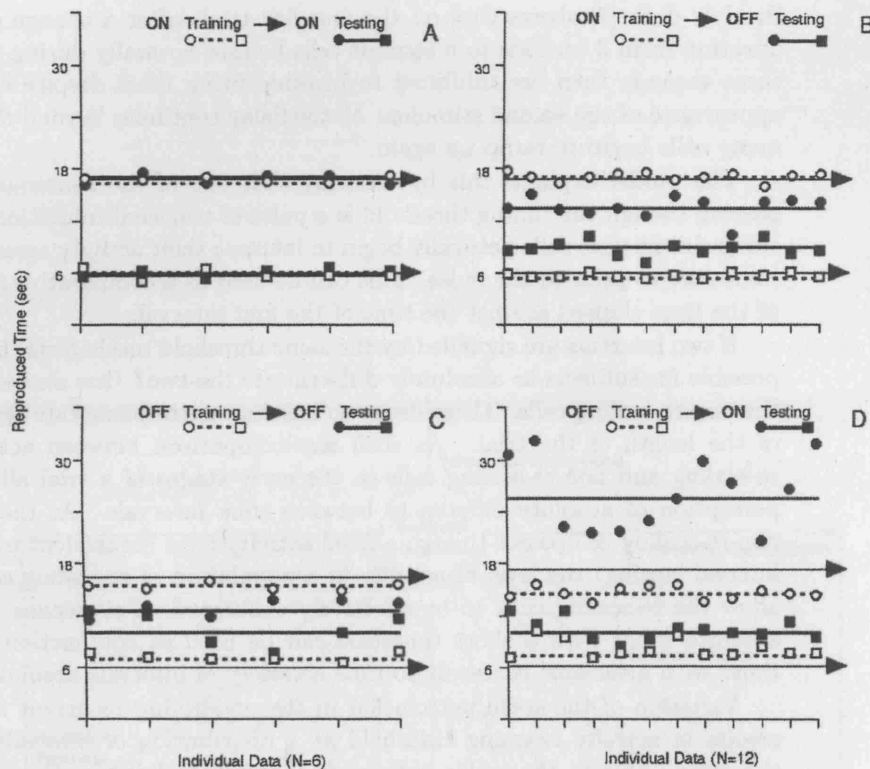 ON Training ON Testing
A
30
18
6
ON Training OFF Testing
B
30
18
6
Reproduced Time (sec)
OFF Training OFF Testing
C
30
18
6
Individual Data (N=6)
OFF Training ON Testing
D
30
18
6
Individual Data (N=12)